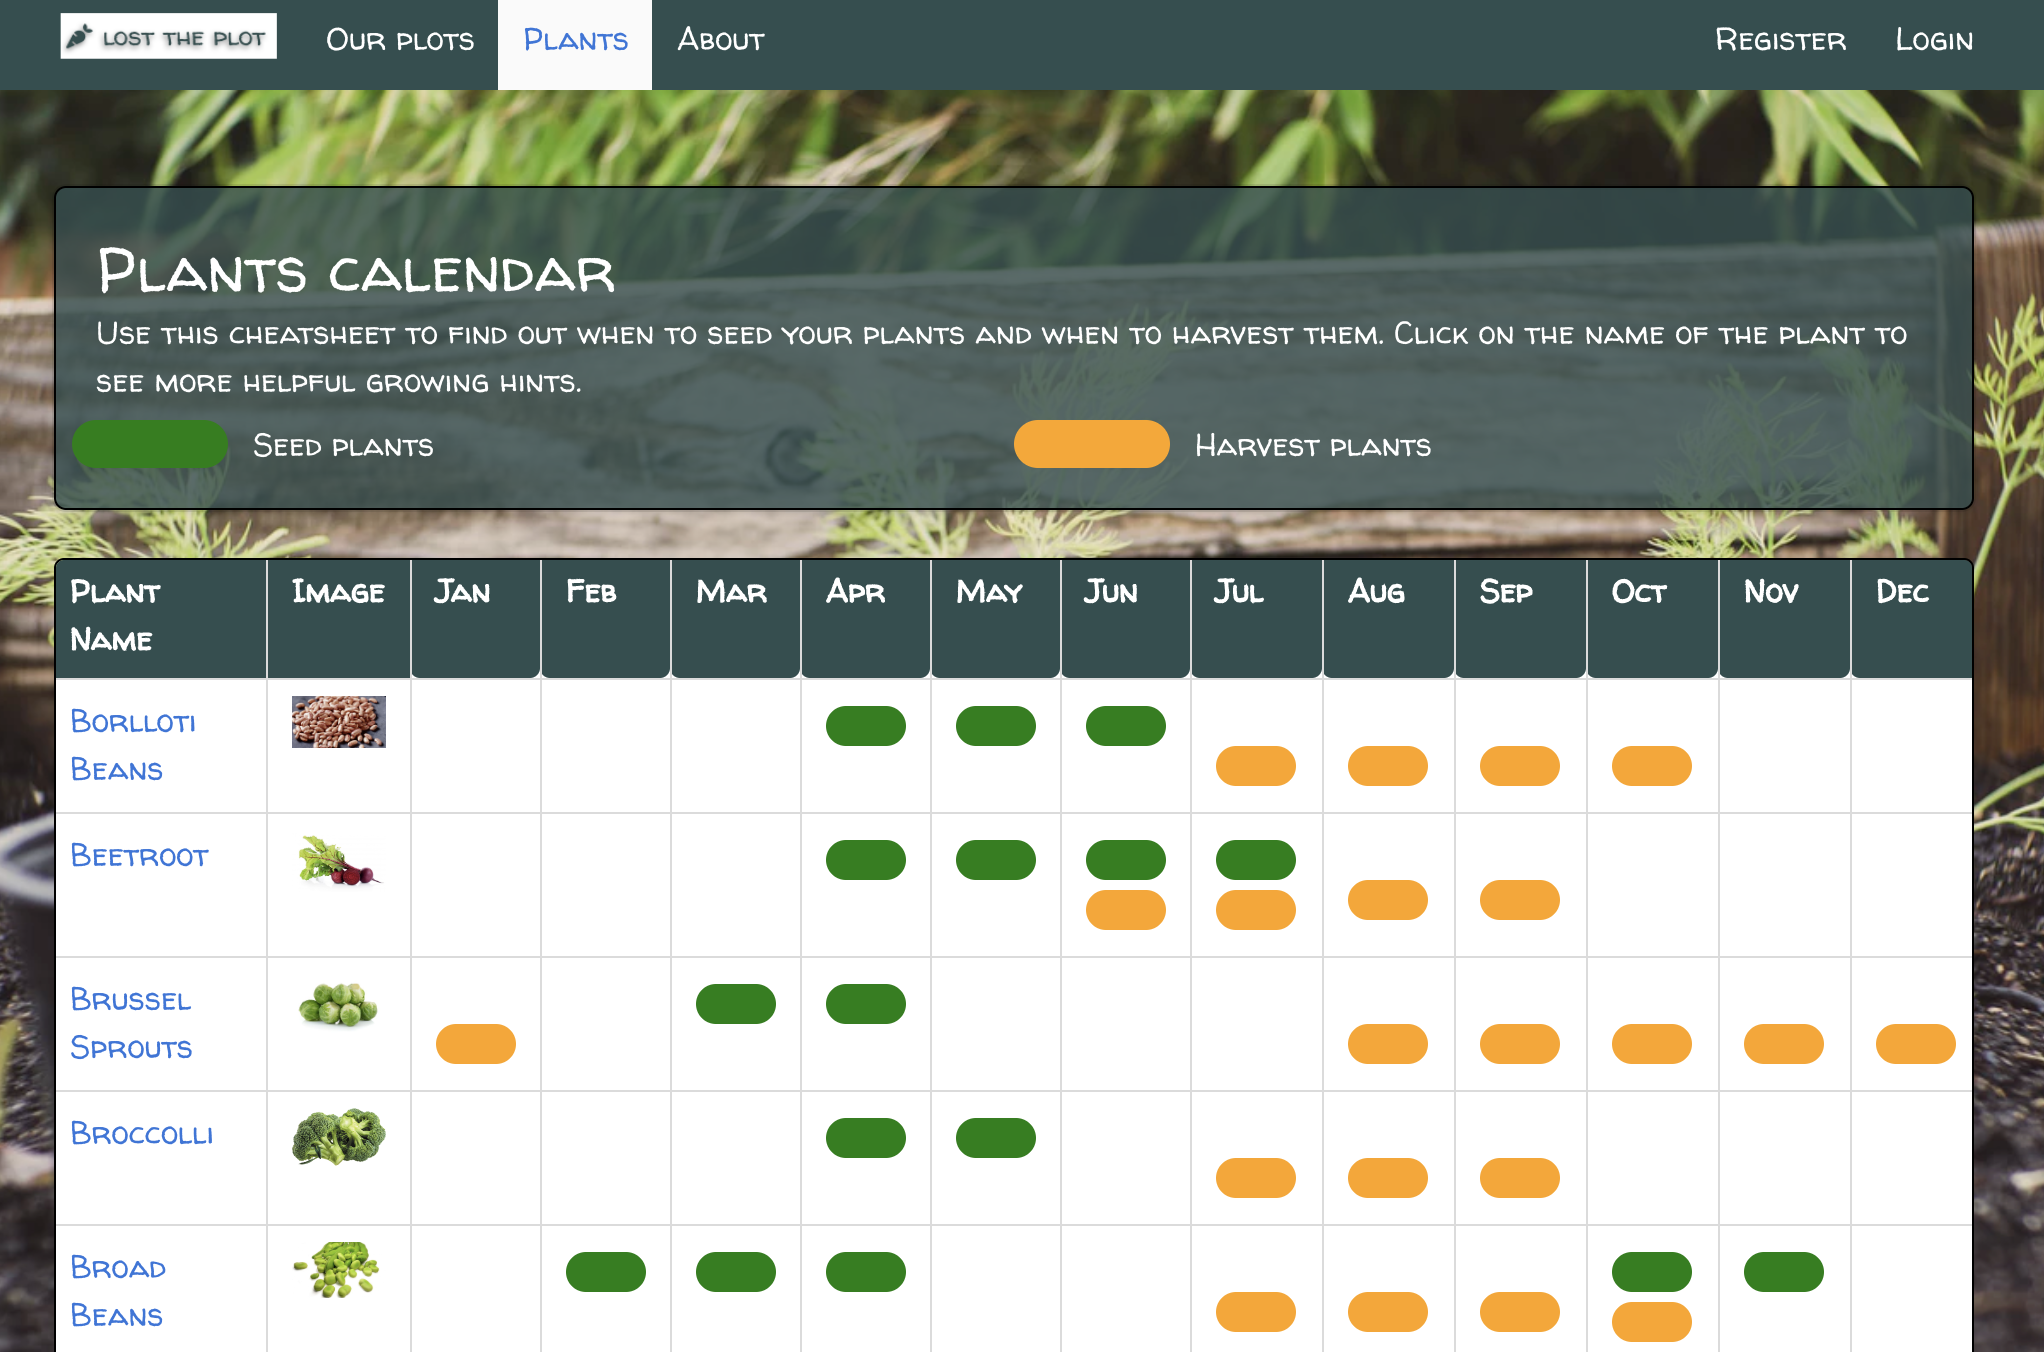 LOST THE PLOT
Our plots
Plants
About
Register
Login
Plants calendar
Use this cheatsheet to find out when to seed your plants and when to harvest them. Click on the name of the plant to
see more helpful growing hints.
Seed plants
Harvest plants
Plant
Name
Image
Jan
Feb
Mar
Apr
May
Jun
Jul
Aug
Sep
Oct
Nov
Dec
Borlloti
Beans
Beetroot
Brussel
Sprouts
Broccolli
Broad
Beans